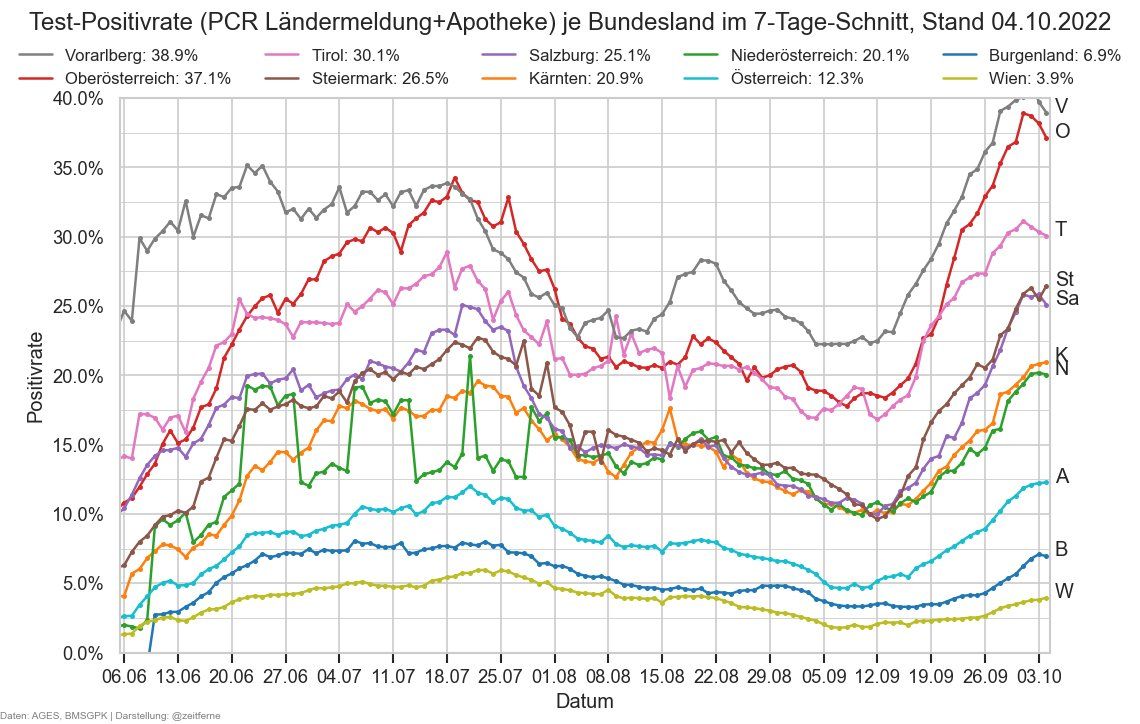 Test-Positivrate (PCR Ländermeldung+Apotheke) je Bundesland im 7-Tage-Schnitt, Stand 04.10.2022
Vorarlberg: 38.9% Tirol: 30.1% Salzburg: 25.1% Niederösterreich: 20.1% Burgenland: 6.9%
Oberösterreich: 37.1% Steiermark: 26.5% Kärnten: 20.9% Österreich: 12.3% Wien: 3.9%
Positivrate
40.0%
35.0%
30.0%
25.0%
20.0%
15.0%
10.0%
5.0%
0.0%
V
O
T
St
Sa
K
N
A
B
W
06.06 13.06 20.06 27.06 04.07 11.07 18.07 25.07 01.08 08.08 15.08 22.08 29.08 05.09 12.09 19.09 26.09 03.10
Datum
Daten: AGES, BMSGPK | Darstellung: @zeitferne